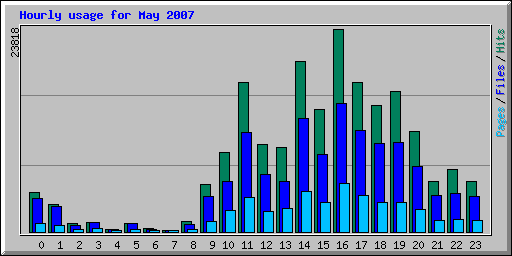 Hourly usage for May 2007
23818
Pages / Files / Hits
0 1 2 3 4 5 6 7 8 9 10 11 12 13 14 15 16 17 18 19 20 21 22 23